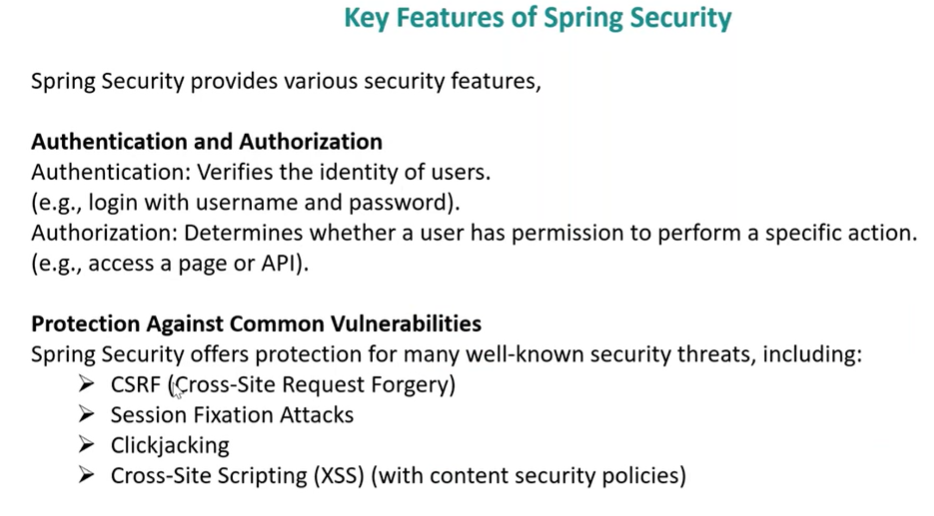 Key Features of Spring Security
Spring Security provides various security features,
Authentication and Authorization
Authentication: Verifies the identity of users.
(e.g., login with username and password).
Authorization: Determines whether a user has permission to perform a specific action.
(e.g., access a page or API).
Protection Against Common Vulnerabilities
Spring Security offers protection for many well-known security threats, including:
➢ CSRF (Cross-Site Request Forgery)
➢ Session Fixation Attacks
➢ Clickjacking
➢ Cross-Site Scripting (XSS) (with content security policies)